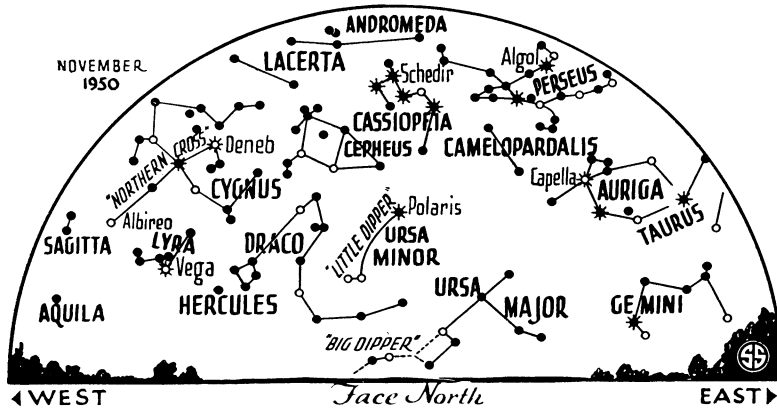 ANDROMEDA
LACERTA
Algol
NOVEMBER
1950
Schedir
PERSEUS
CASSIOPEIA
"NORTHERN CROSS"
Deneb
CEPHEUS
CAMELOPARDALIS
CYGNUS
Capella
AURIGA
"LITTLE DIPPER"
Polaris
Albireo
TAURUS
SAGITTA
LYRA
DRACO
URSA
MINOR
Vega
HERCULES
URSA
MAJOR
GEMINI
AQUILA
"BIG DIPPER"
SS
WEST
Face North
EAST